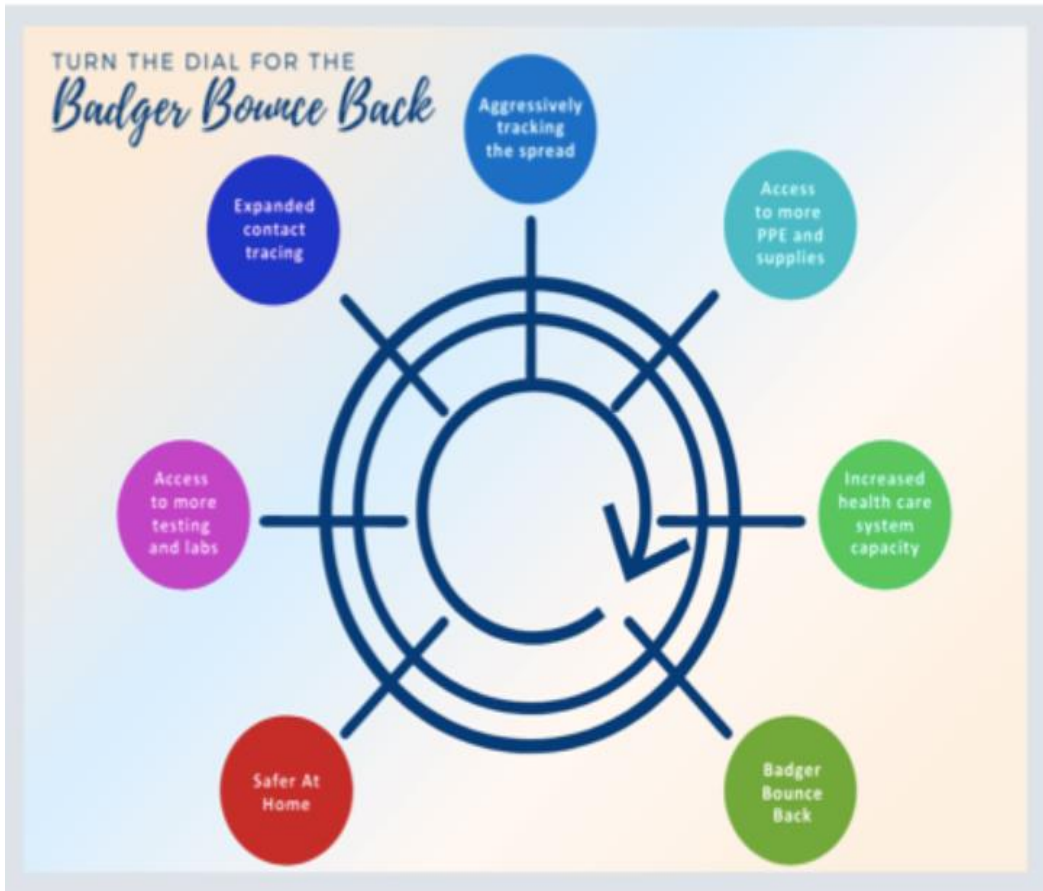 TURN THE DIAL FOR THE
Badger Bounce Back
Aggressively
tracking
the spread
Expanded
contact
tracing
Access
to more
PPE and
supplies
Access
to more
testing
and labs
Increased
health care
system
capacity
Safer At
Home
Badger
Bounce
Back